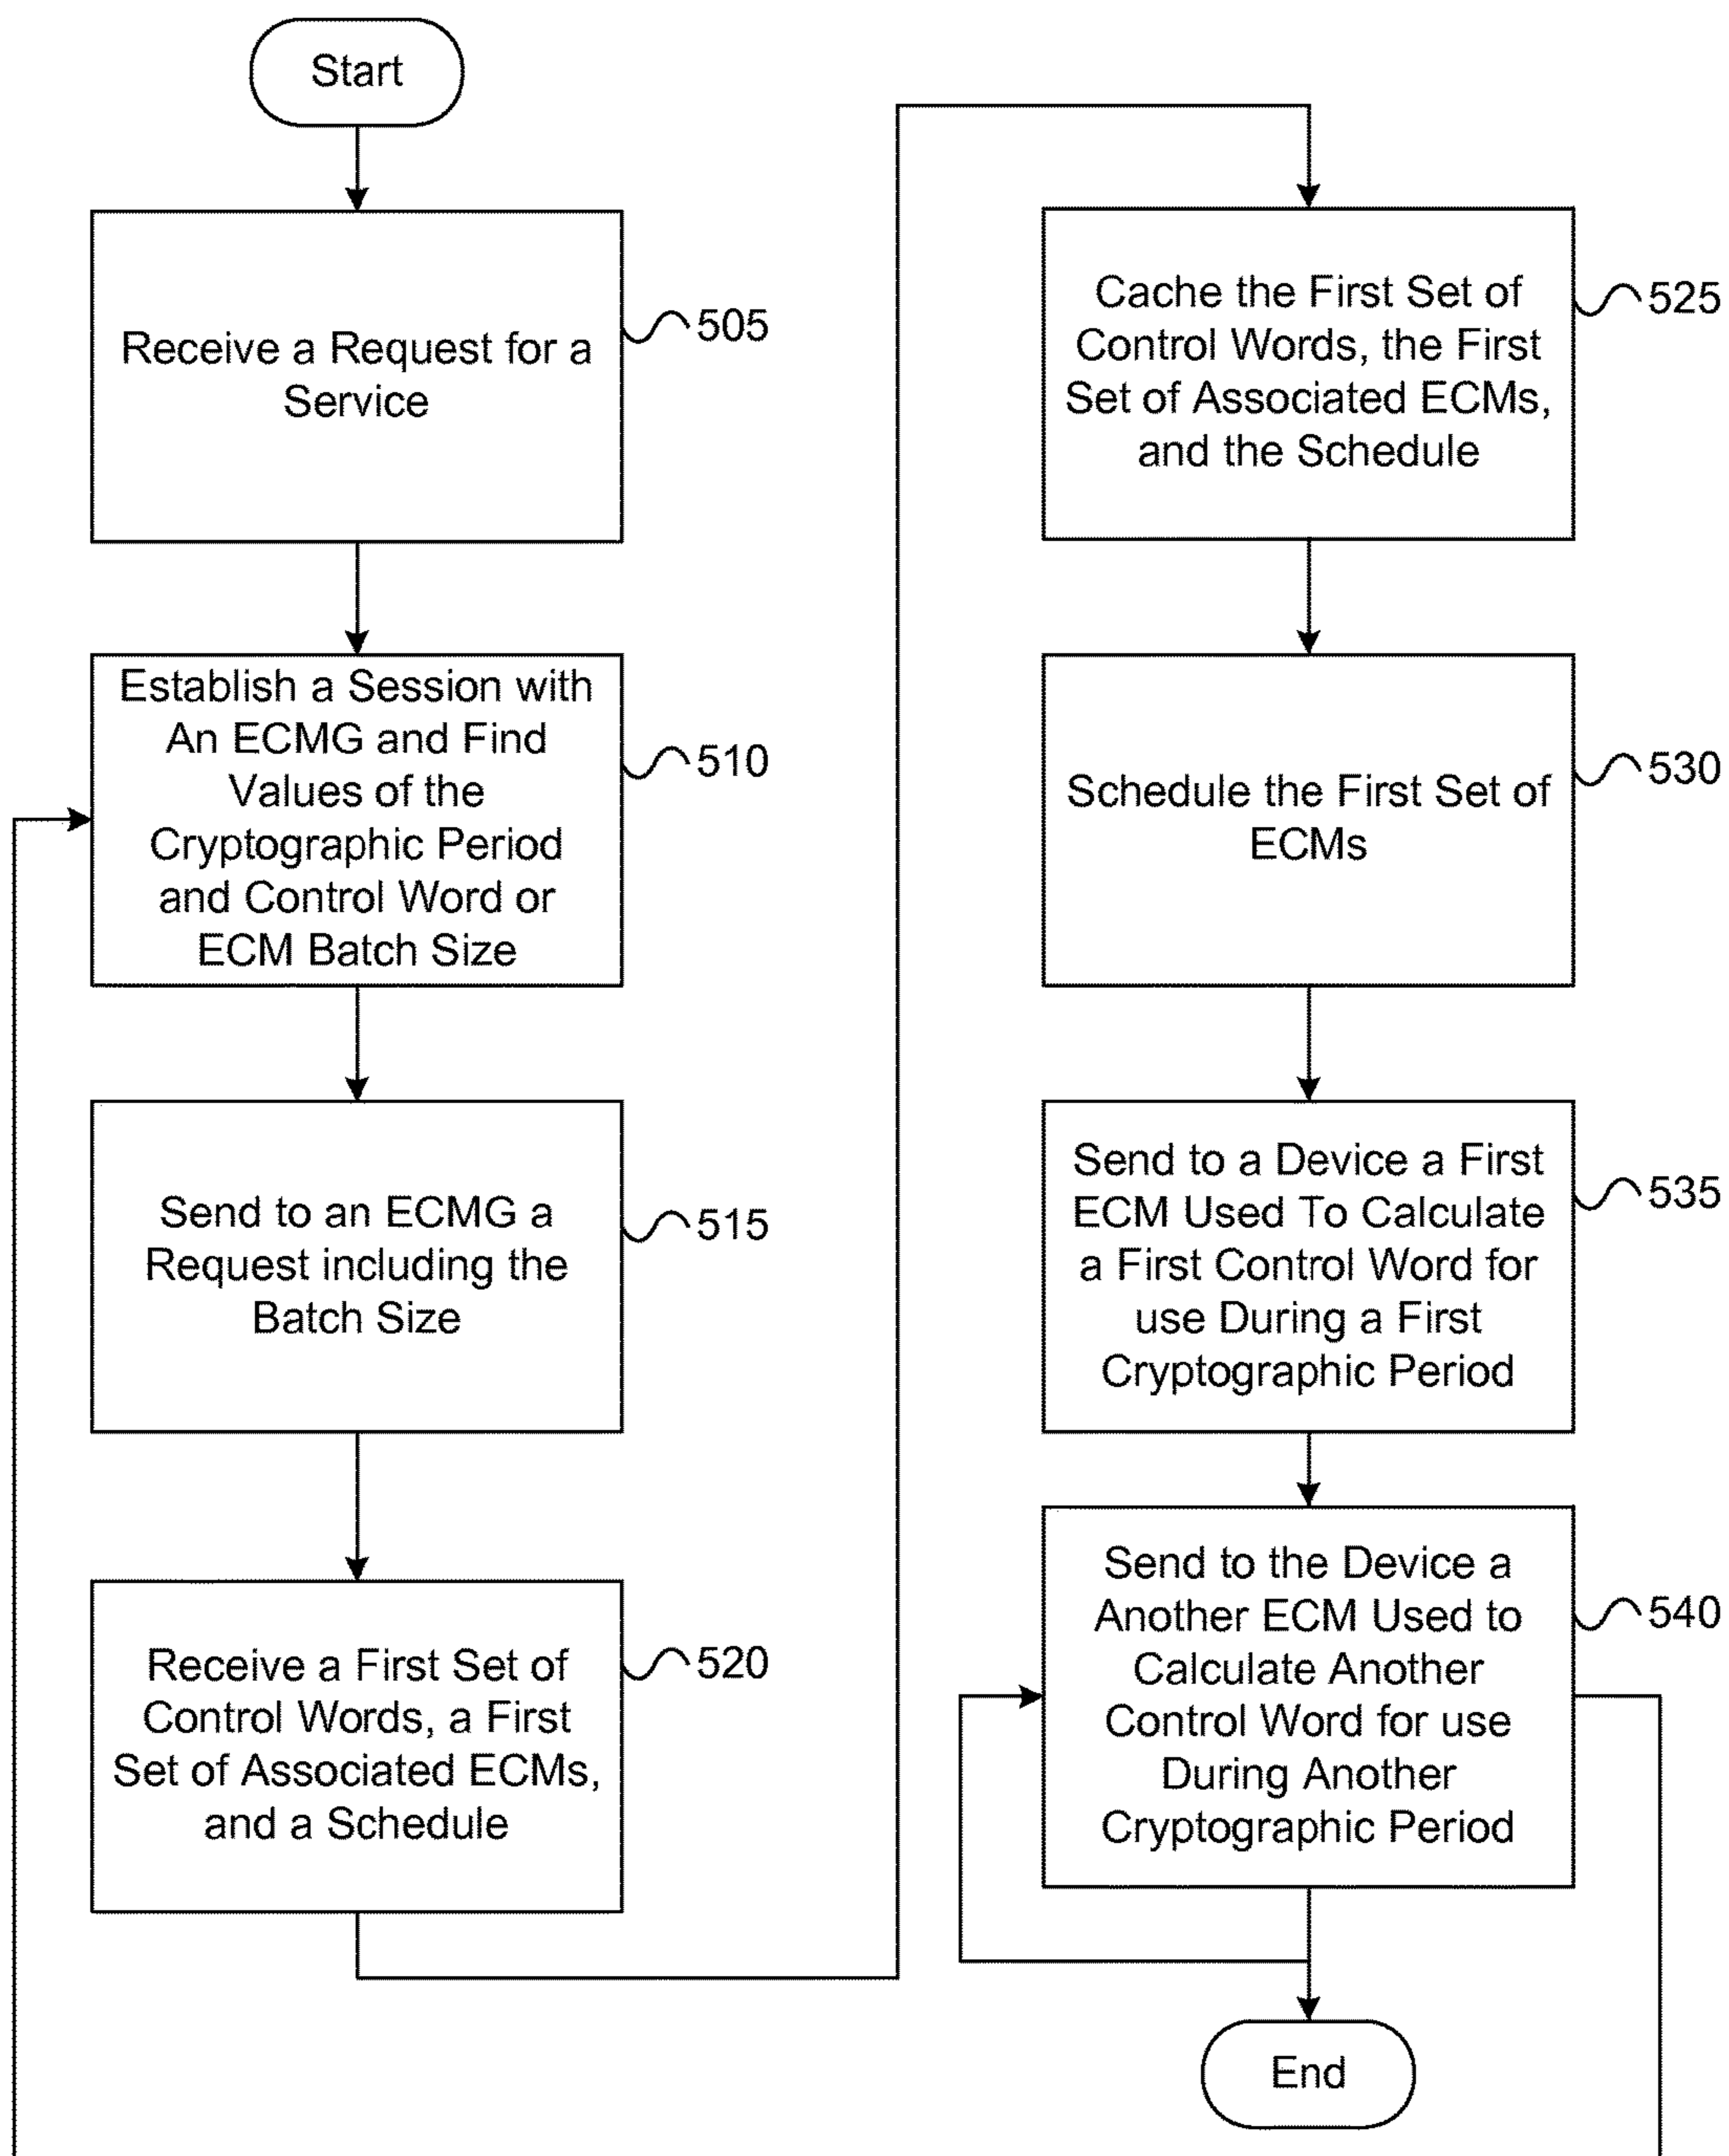 Start
Receive a Request for a
Service
505
Establish a Session with
An ECMG and Find
Values of the
Cryptographic Period
and Control Word or
ECM Batch Size
510
Send to an ECMG a
Request including the
Batch Size
515
Receive a First Set of
Control Words, a First
Set of Associated ECMs,
and a Schedule
520
Cache the First Set of
Control Words, the First
Set of Associated ECMs,
and the Schedule
525
Schedule the First Set of
ECMs
530
Send to a Device a First
ECM Used To Calculate
a First Control Word for
use During a First
Cryptographic Period
535
Send to the Device a
Another ECM Used to
Calculate Another
Control Word for use
During Another
Cryptographic Period
540
End